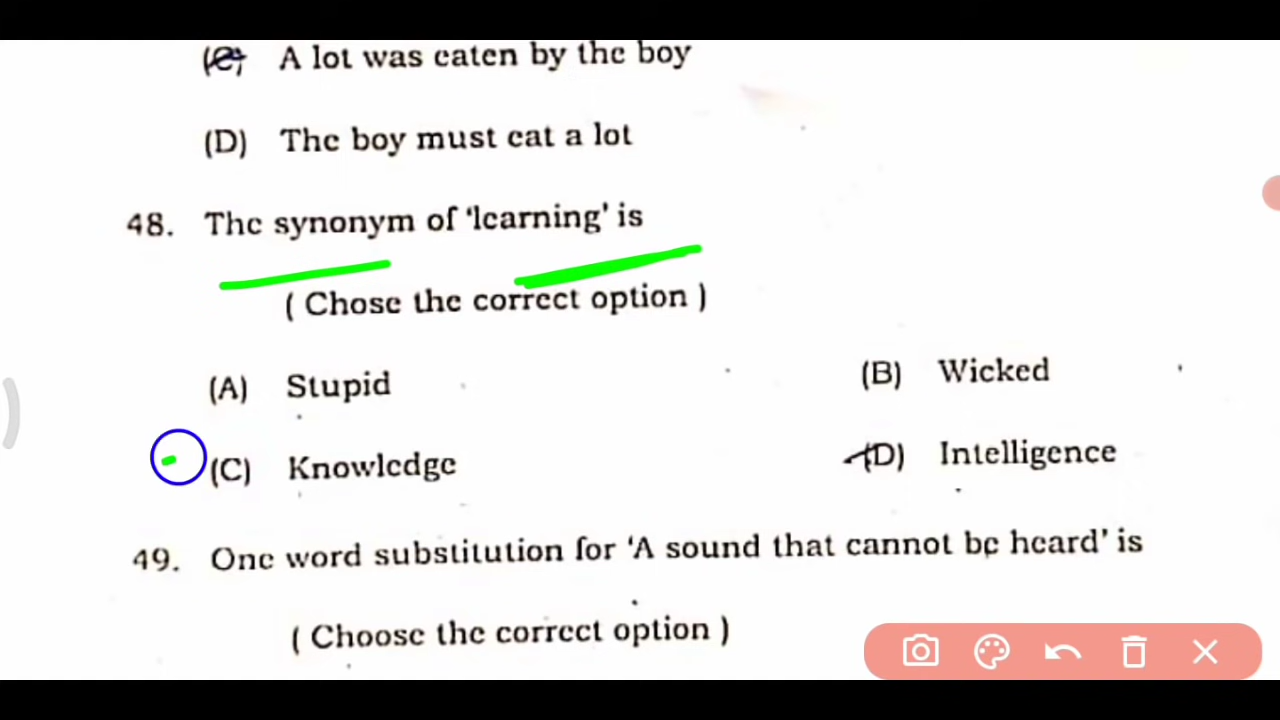 (C) A lot was eaten by the boy
(D) The boy must eat a lot
48. The synonym of ‘learning’ is
( Chose the correct option )
(A) Stupid (B) Wicked
(C) Knowledge (D) Intelligence
49. One word substitution for ‘A sound that cannot be heard’ is
( Choose the correct option )